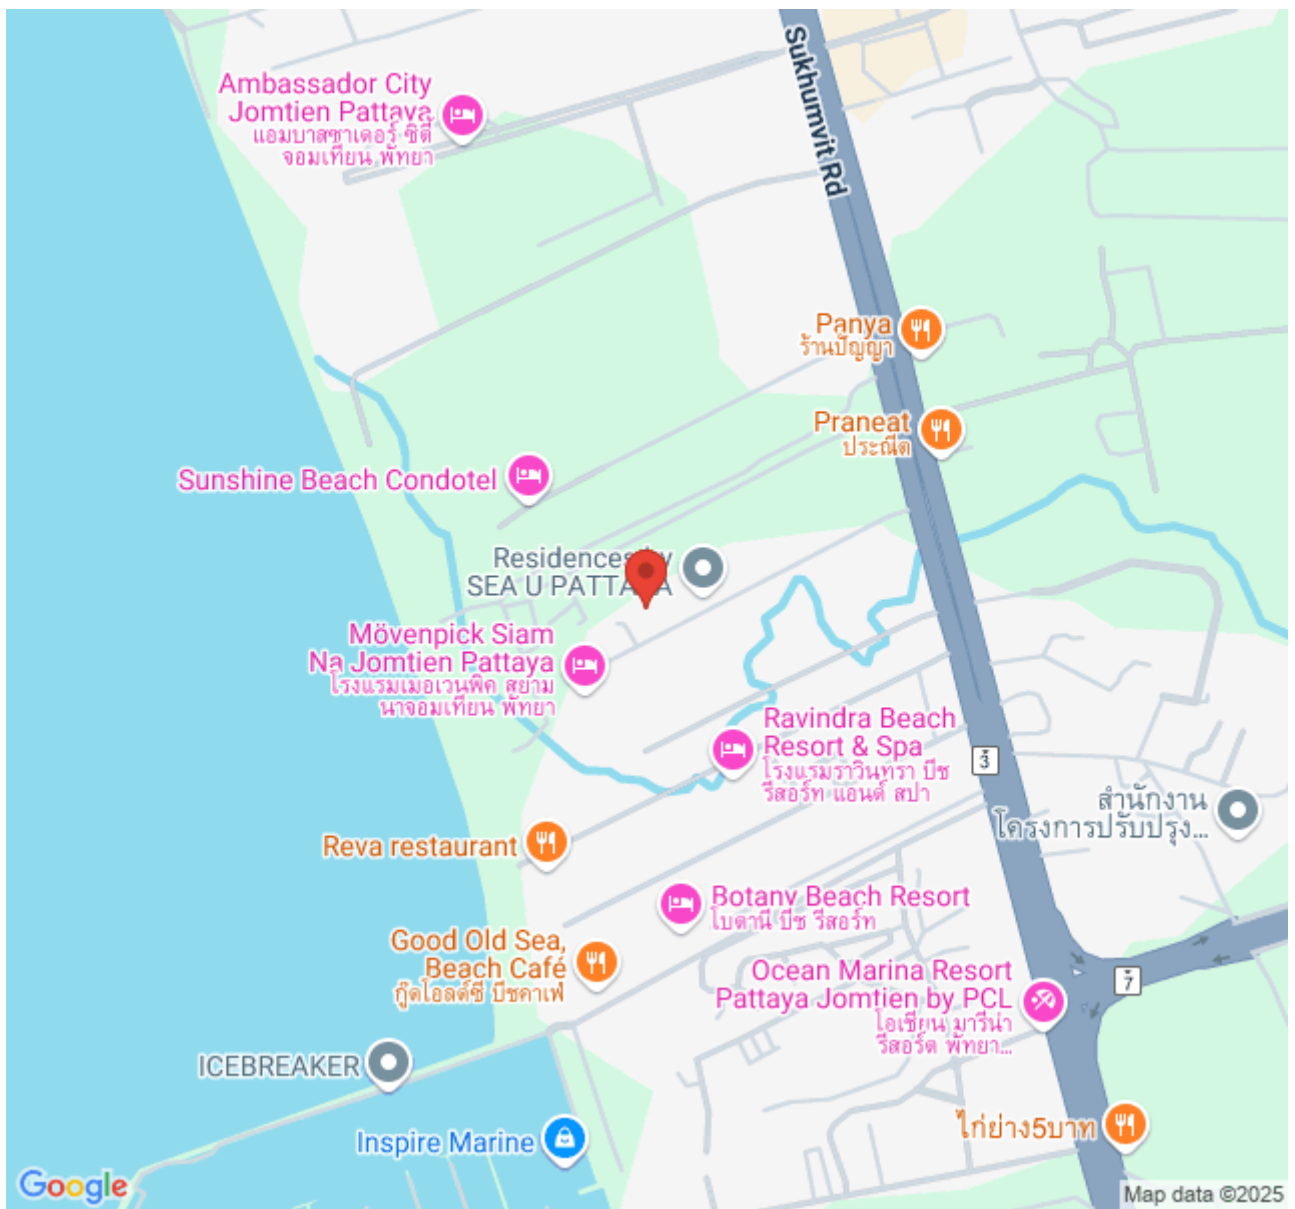 Sukhumvit Rd
Ambassador City
Jomtien Pattaya
แอมบาสซาเดอร์ ซิตี้
จอมเทียน พัทยา
Panya
ร้านปัญญา
Praneat
ประณีต
Sunshine Beach Condotel
Residences by
SEA U PATTAYA
Mövenpick Siam
Na Jomtien Pattaya
โรงแรมเมอเวนพิค สยาม
นาจอมเทียน พัทยา
Ravindra Beach
Resort & Spa
โรงแรมราวินทรา บีช
รีสอร์ท แอนด์ สปา
3
สำนักงาน
โครงการปรับปรุง...
Reva restaurant
Botany Beach Resort
โบตานี บีช รีสอร์ท
Good Old Sea,
Beach Café
กู๊ดโอลด์ซี บีชคาเฟ่
Ocean Marina Resort
Pattaya Jomtien by PCL
โอเชี่ยน มารีน่า
รีสอร์ต พัทยา...
7
ICEBREAKER
Inspire Marine
ไก่ย่าง5บาท
Google
Map data ©2025